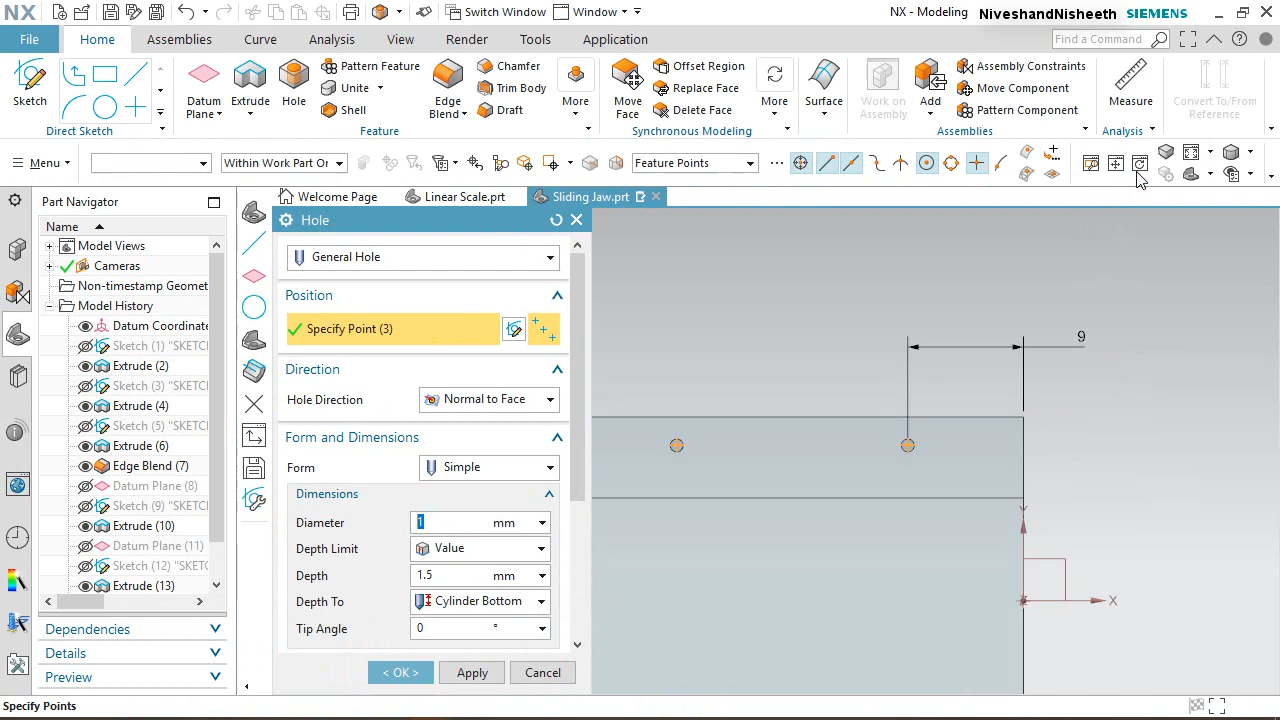 NX
Switch Window
Window
NX - Modeling
NiveshandNisheeth
SIEMENS
File
Home
Assemblies
Curve
Analysis
View
Render
Tools
Application
Find a Command
Sketch
Direct Sketch
Datum Plane
Extrude
Hole
Pattern Feature
Unite
Shell
Edge Blend
Chamfer
Trim Body
Draft
More
Feature
Move Face
Offset Region
Replace Face
Delete Face
More
Synchronous Modeling
Surface
Work on Assembly
Add
Assembly Constraints
Move Component
Pattern Component
Assemblies
Measure
Analysis
Convert To/From Reference
Menu
Within Work Part On
Feature Points
Part Navigator
Name
Model Views
Cameras
Non-timestamp Geomet
Model History
Datum Coordinate
Sketch (1) "SKETC
Extrude (2)
Sketch (3) "SKETC
Extrude (4)
Sketch (5) "SKETC
Extrude (6)
Edge Blend (7)
Datum Plane (8)
Sketch (9) "SKETC
Extrude (10)
Datum Plane (11)
Sketch (12) "SKET
Extrude (13)
Dependencies
Details
Preview
Welcome Page
Linear Scale.prt
Sliding Jaw.prt
Hole
General Hole
Position
Specify Point (3)
Direction
Hole Direction
Normal to Face
Form and Dimensions
Form
Simple
Dimensions
Diameter
1
mm
Depth Limit
Value
Depth
1.5
mm
Depth To
Cylinder Bottom
Tip Angle
0
°
< OK >
Apply
Cancel
9
Y
X
Specify Points